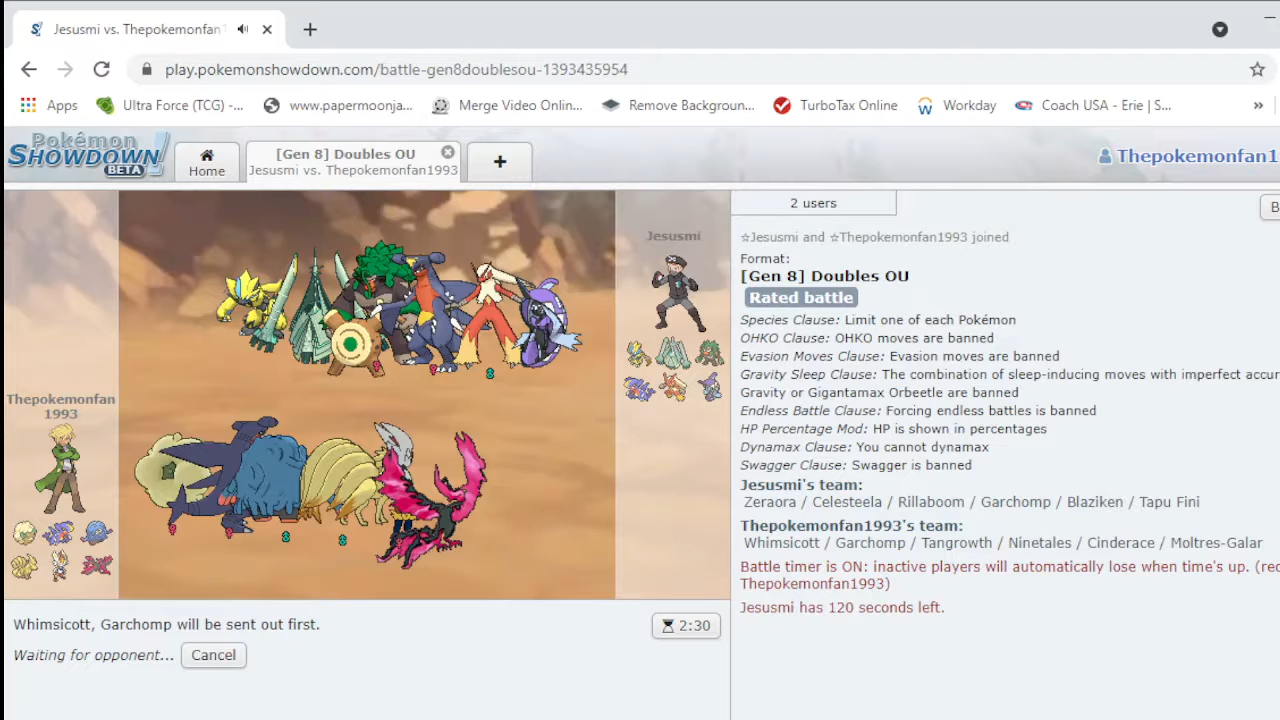 Jesusmi vs. Thepokemonfan1
play.pokemonshowdown.com/battle-gen8doublesou-1393435954
Apps
Ultra Force (TCG) -...
www.papermoonja...
Merge Video Onlin...
Remove Backgroun...
TurboTax Online
Workday
Coach USA - Erie | S...
»
Pokémon
SHOWDOWN!
BETA
Home
[Gen 8] Doubles OU
Jesusmi vs. Thepokemonfan1993
Thepokemonfan1
2 users
B
Jesusmi
Thepokemonfan
1993
☆Jesusmi and ☆Thepokemonfan1993 joined
Format:
[Gen 8] Doubles OU
Rated battle
Species Clause: Limit one of each Pokémon
OHKO Clause: OHKO moves are banned
Evasion Moves Clause: Evasion moves are banned
Gravity Sleep Clause: The combination of sleep-inducing moves with imperfect accur
Gravity or Gigantamax Orbeetle are banned
Endless Battle Clause: Forcing endless battles is banned
HP Percentage Mod: HP is shown in percentages
Dynamax Clause: You cannot dynamax
Swagger Clause: Swagger is banned
Jesusmi's team:
Zeraora / Celesteela / Rillaboom / Garchomp / Blaziken / Tapu Fini
Thepokemonfan1993's team:
Whimsicott / Garchomp / Tangrowth / Ninetales / Cinderace / Moltres-Galar
Battle timer is ON: inactive players will automatically lose when time's up. (rec
Thepokemonfan1993)
Jesusmi has 120 seconds left.
Whimsicott, Garchomp will be sent out first.
2:30
Waiting for opponent...
Cancel